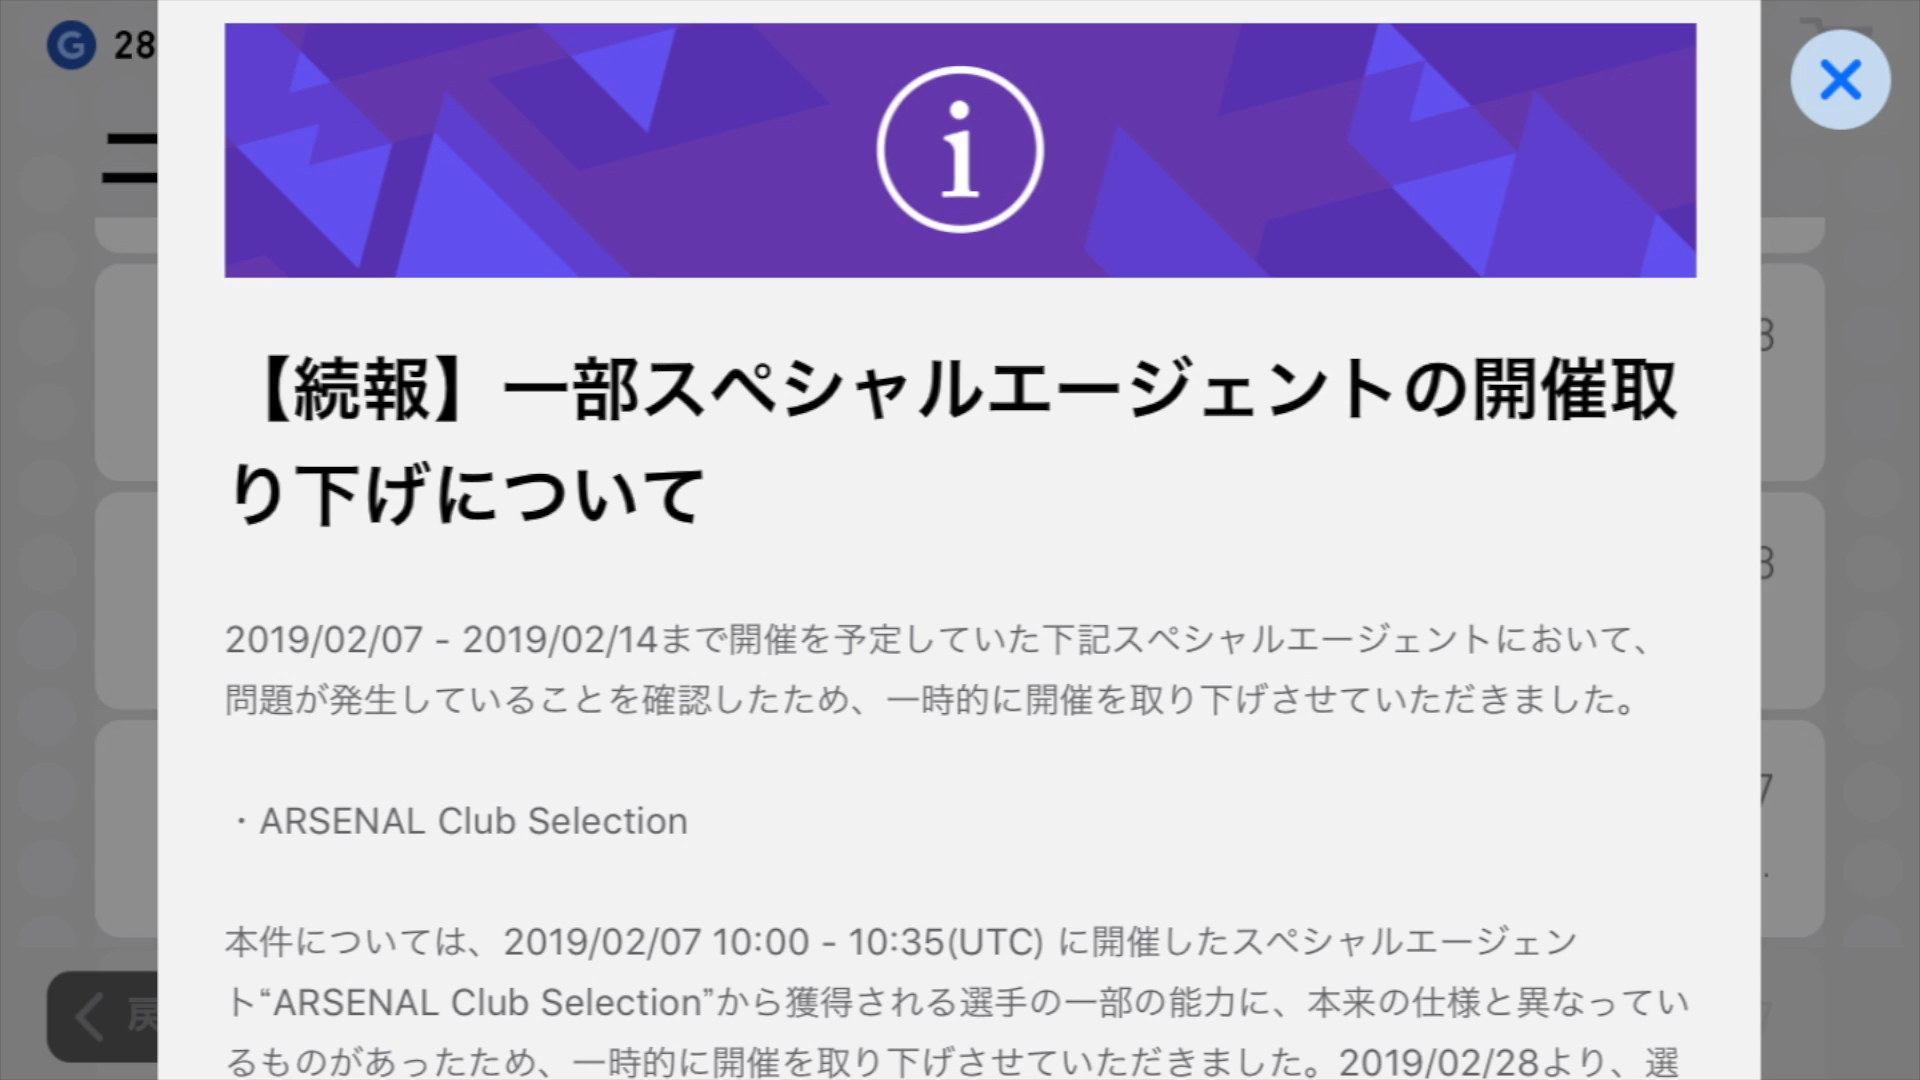 G 28
【続報】一部スペシャルエージェントの開催取
り下げについて
2019/02/07 - 2019/02/14まで開催を予定していた下記スペシャルエージェントにおいて、
問題が発生していることを確認したため、一時的に開催を取り下げさせていただきました。
・ARSENAL Club Selection
本件については、2019/02/07 10:00 - 10:35(UTC) に開催したスペシャルエージェン
ト“ARSENAL Club Selection”から獲得される選手の一部の能力に、本来の仕様と異なってい
るものがあったため、一時的に開催を取り下げさせていただきました。2019/02/28より、選